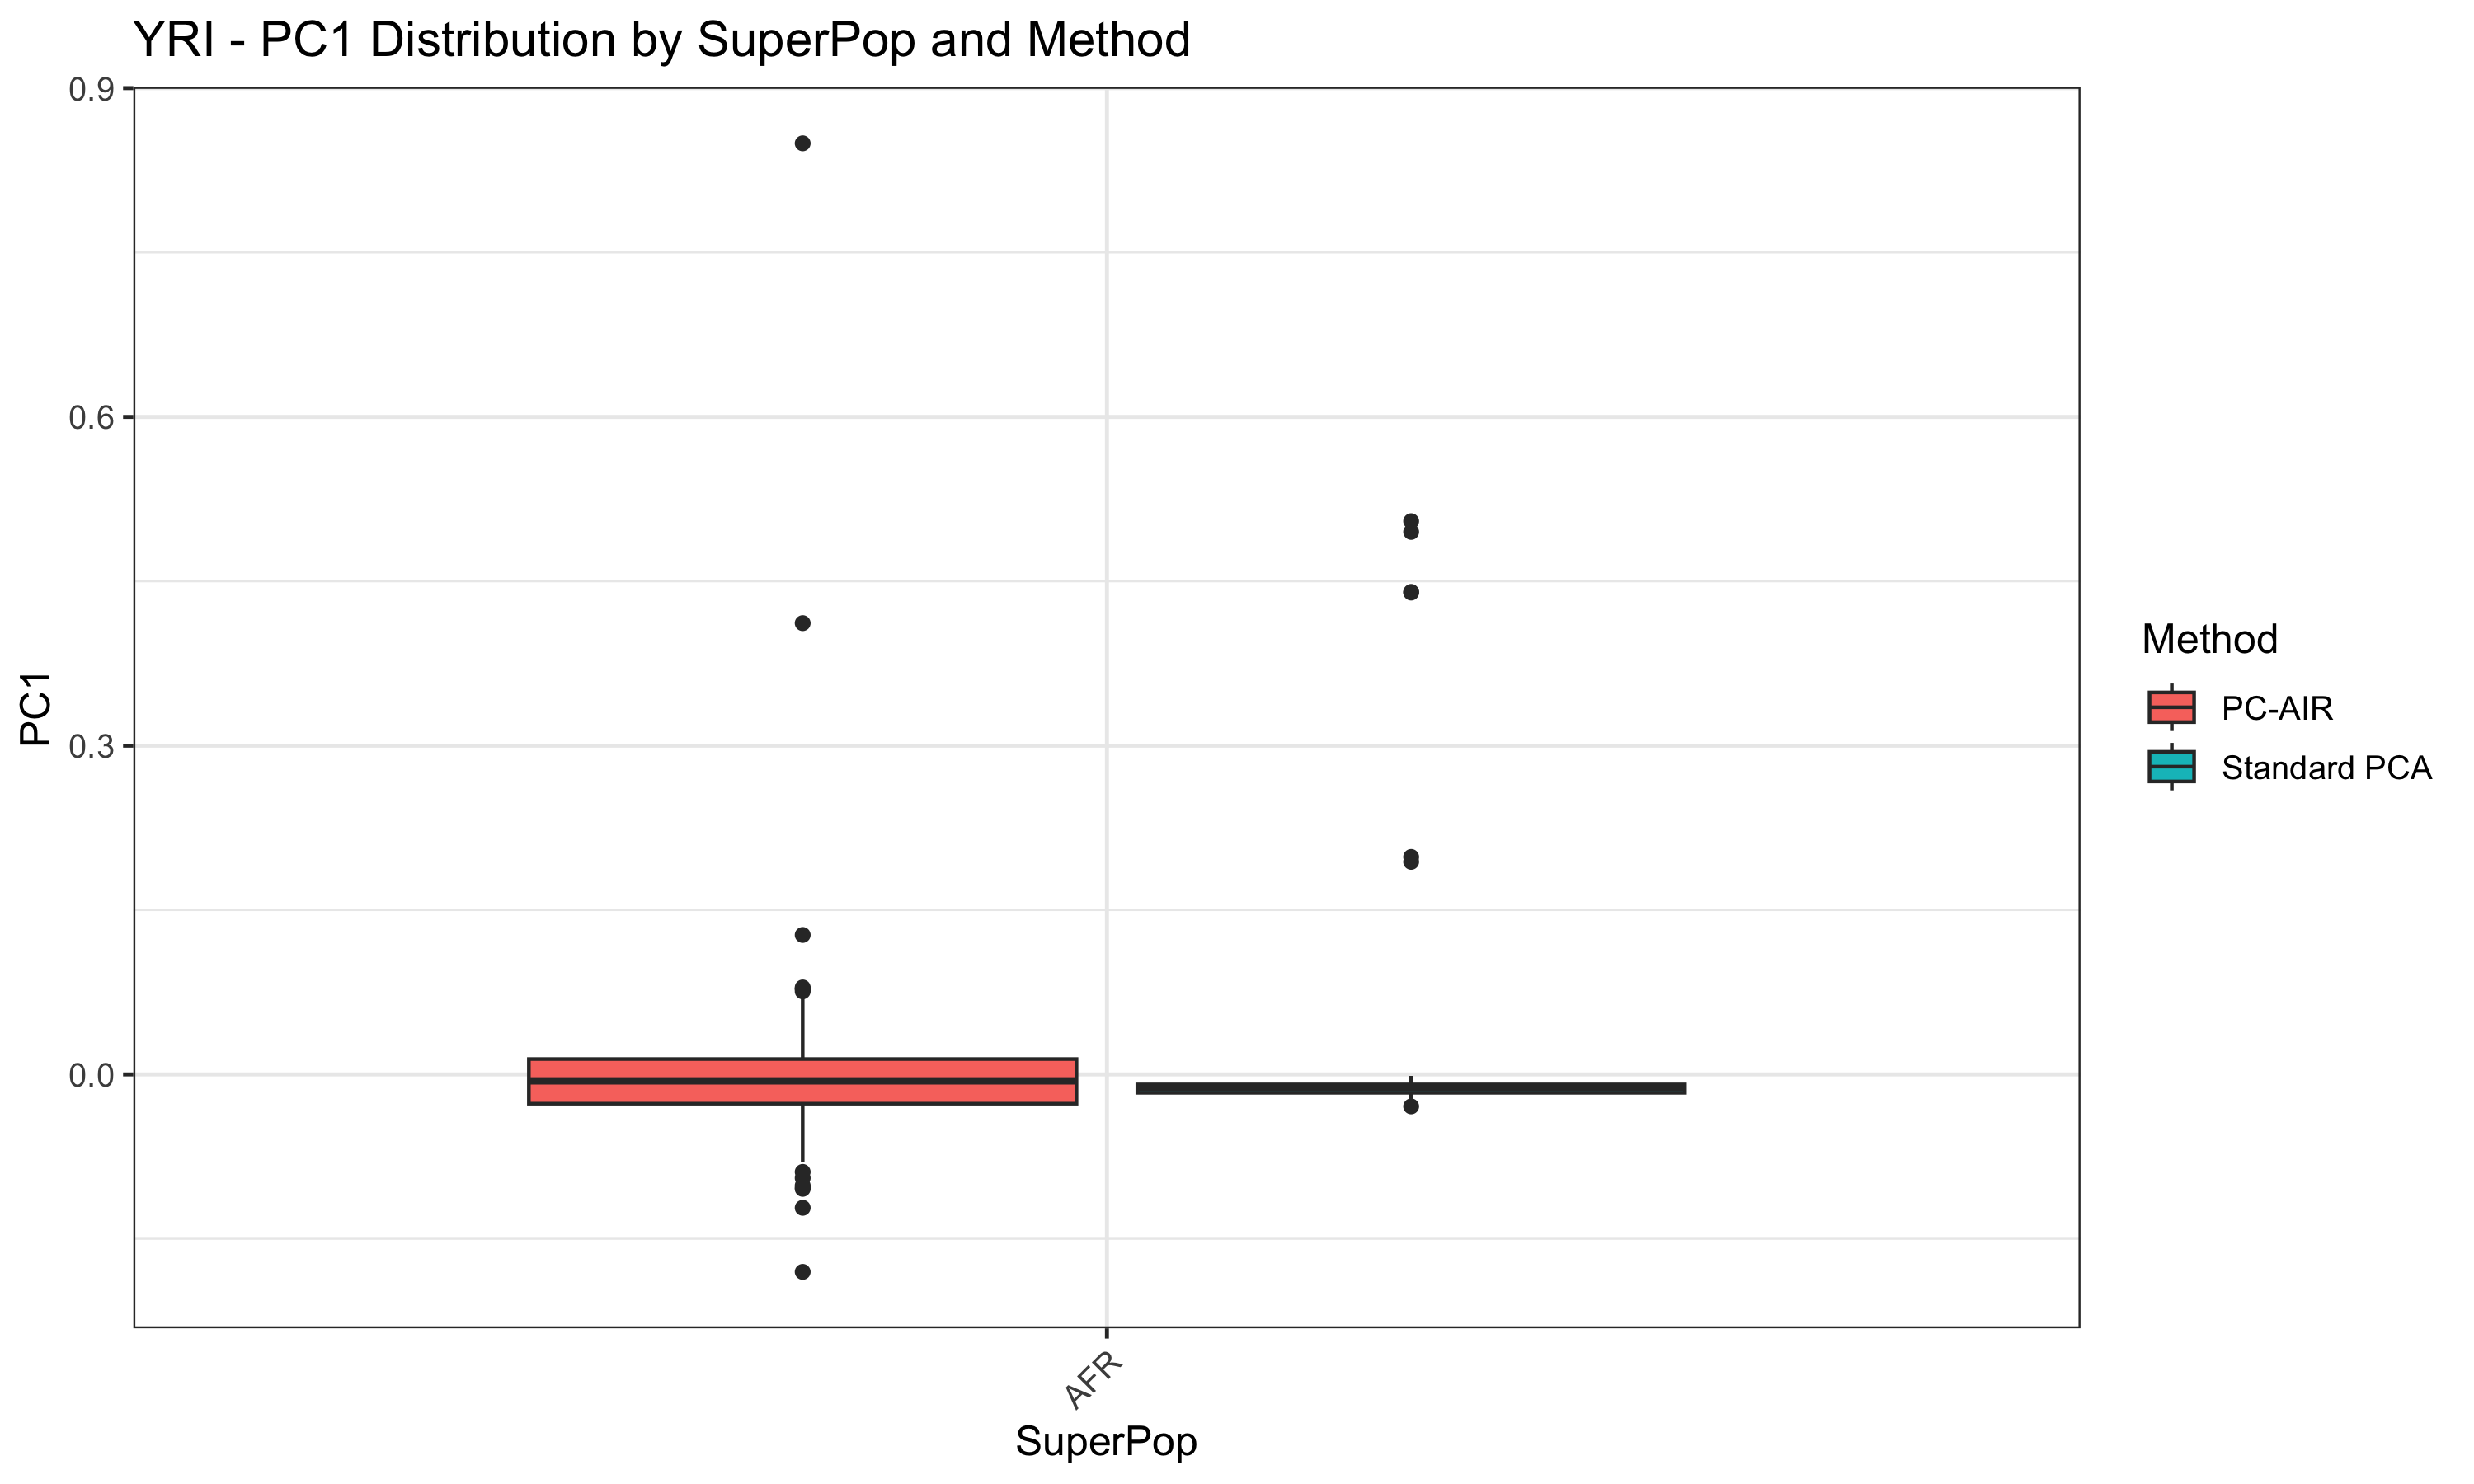 YRI - PC1 Distribution by SuperPop and Method
0.9
0.6
0.3
0.0
PC1
AFR
SuperPop
Method
PC-AIR
Standard PCA